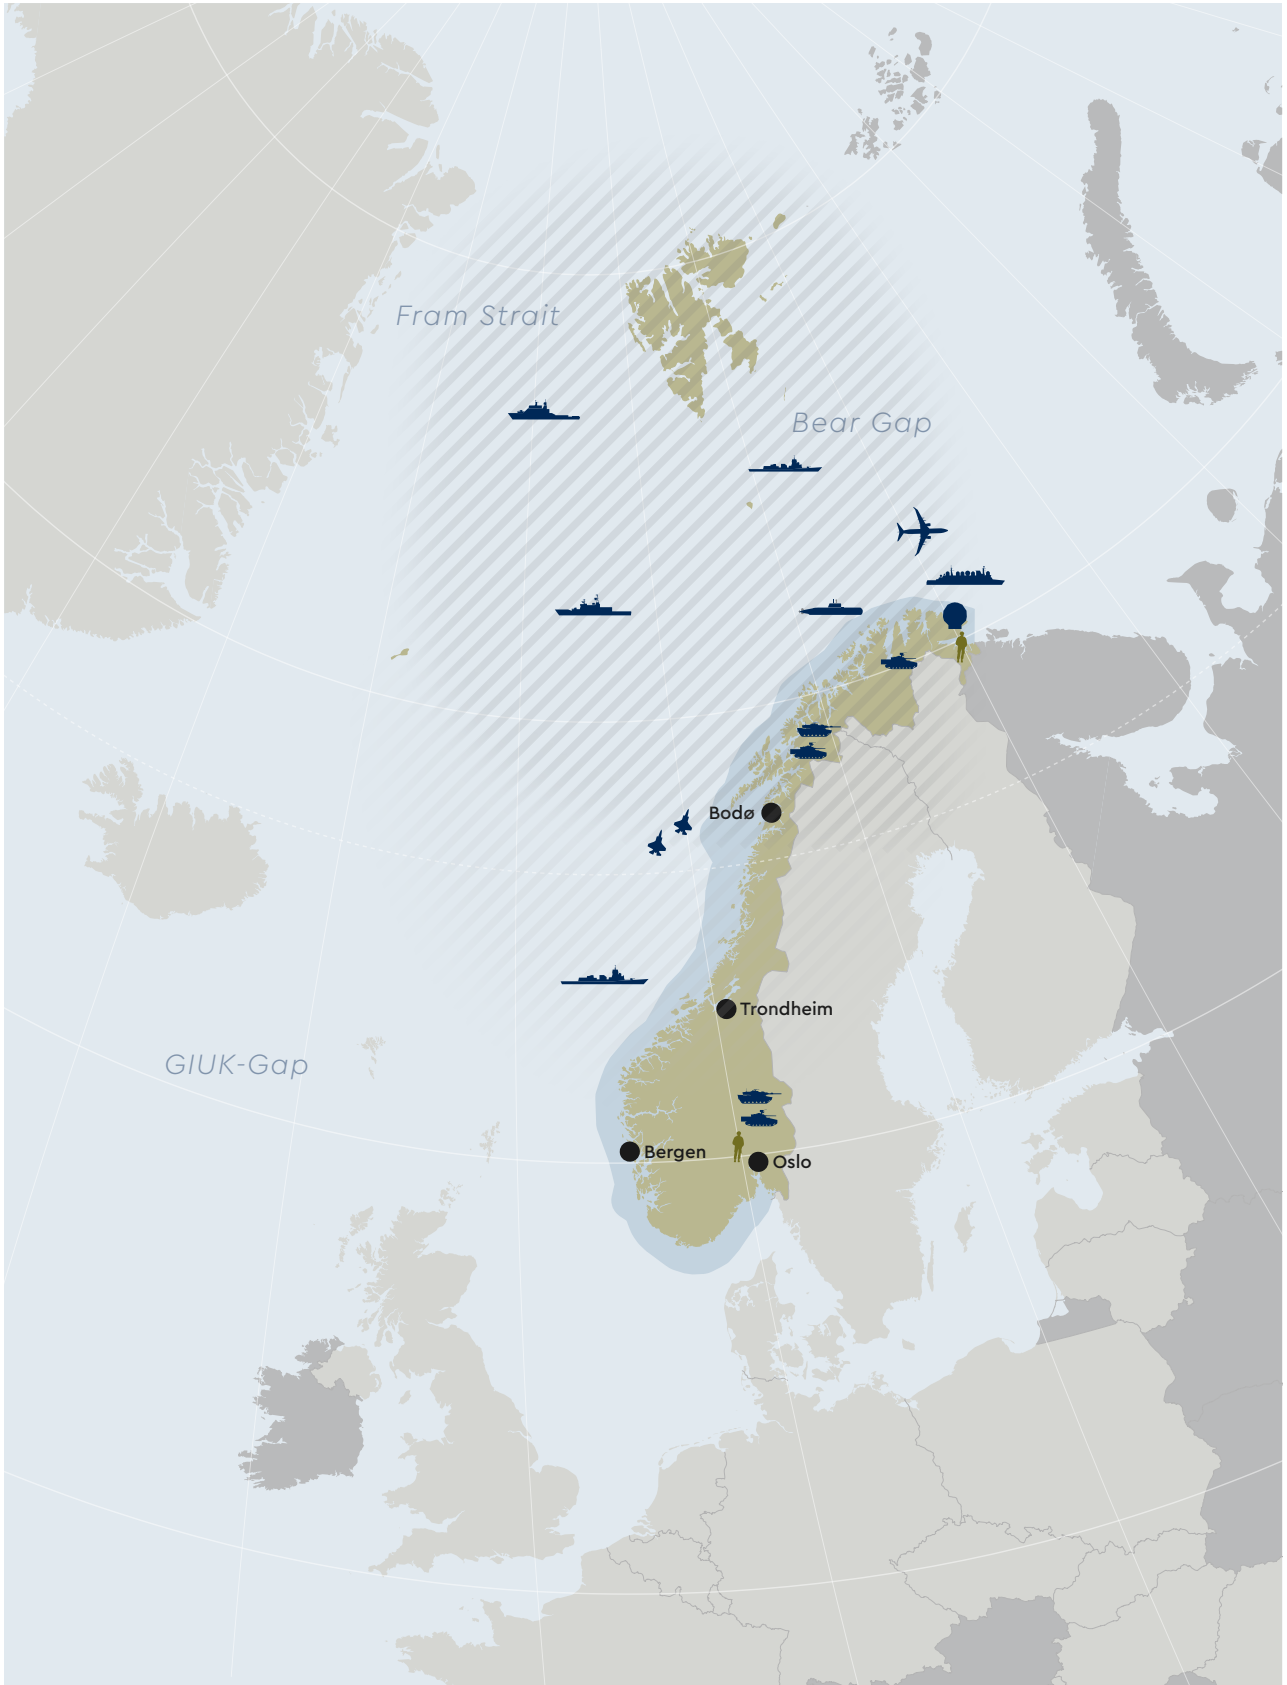 Fram Strait
Bear Gap
Bodø
Trondheim
GIUK-Gap
Bergen
Oslo